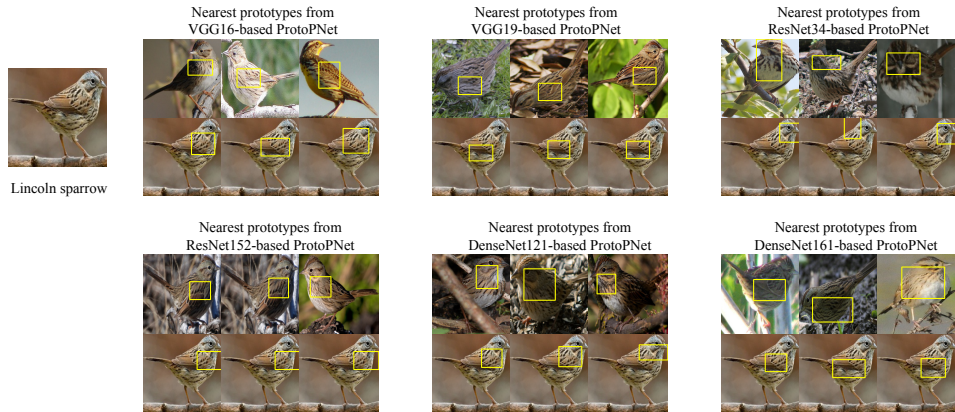 Nearest prototypes from
VGG16-based ProtoPNet
Nearest prototypes from
VGG19-based ProtoPNet
Nearest prototypes from
ResNet34-based ProtoPNet
Lincoln sparrow
Nearest prototypes from
ResNet152-based ProtoPNet
Nearest prototypes from
DenseNet121-based ProtoPNet
Nearest prototypes from
DenseNet161-based ProtoPNet